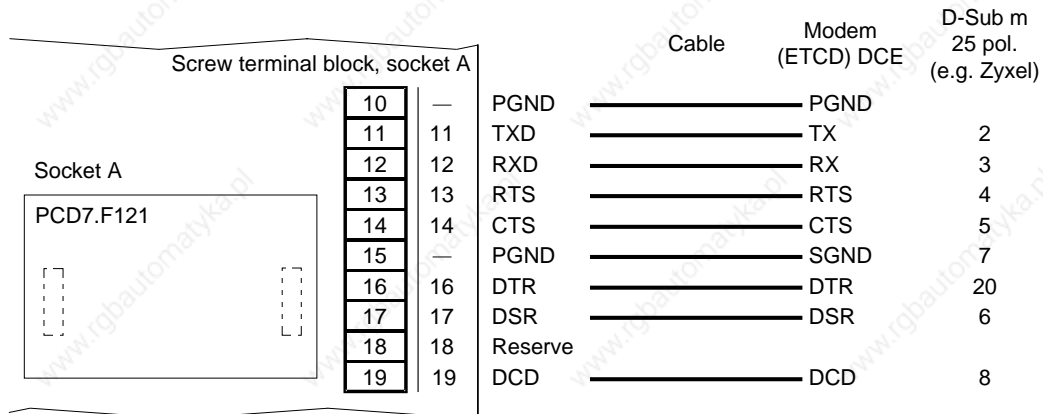 D-Sub m
Cable Modem 25 pol.
(ETCD) DCE (e.g. Zyxel)
Screw terminal block, socket A
10 — PGND PGND
11 11 TXD TX 2
12 12 RXD RX 3
Socket A
13 13 RTS RTS 4
PCD7.F121
14 14 CTS CTS 5
15 — PGND SGND 7
16 16 DTR DTR 20
17 17 DSR DSR 6
18 18 Reserve
19 19 DCD DCD 8
www.rgbautomatyka.pl